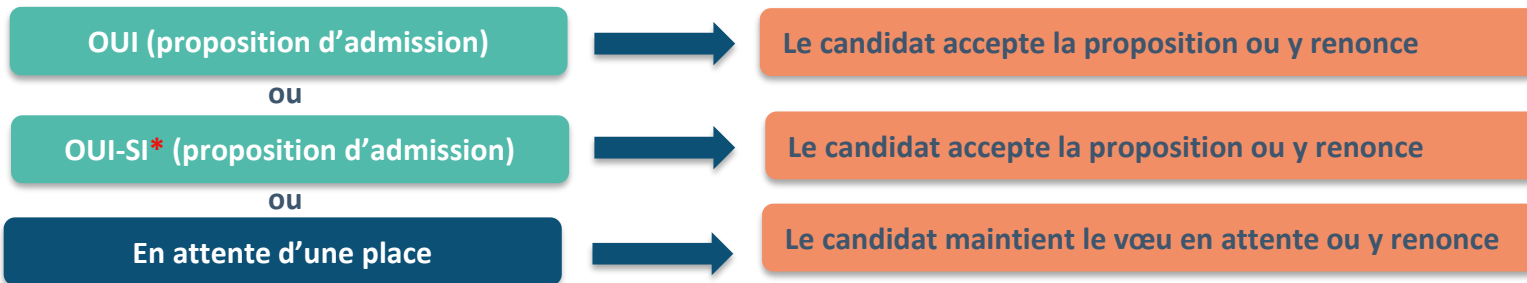 OUI (proposition d’admission)
Le candidat accepte la proposition ou y renonce
ou
OUI-SI* (proposition d’admission)
Le candidat accepte la proposition ou y renonce
ou
En attente d’une place
Le candidat maintient le vœu en attente ou y renonce